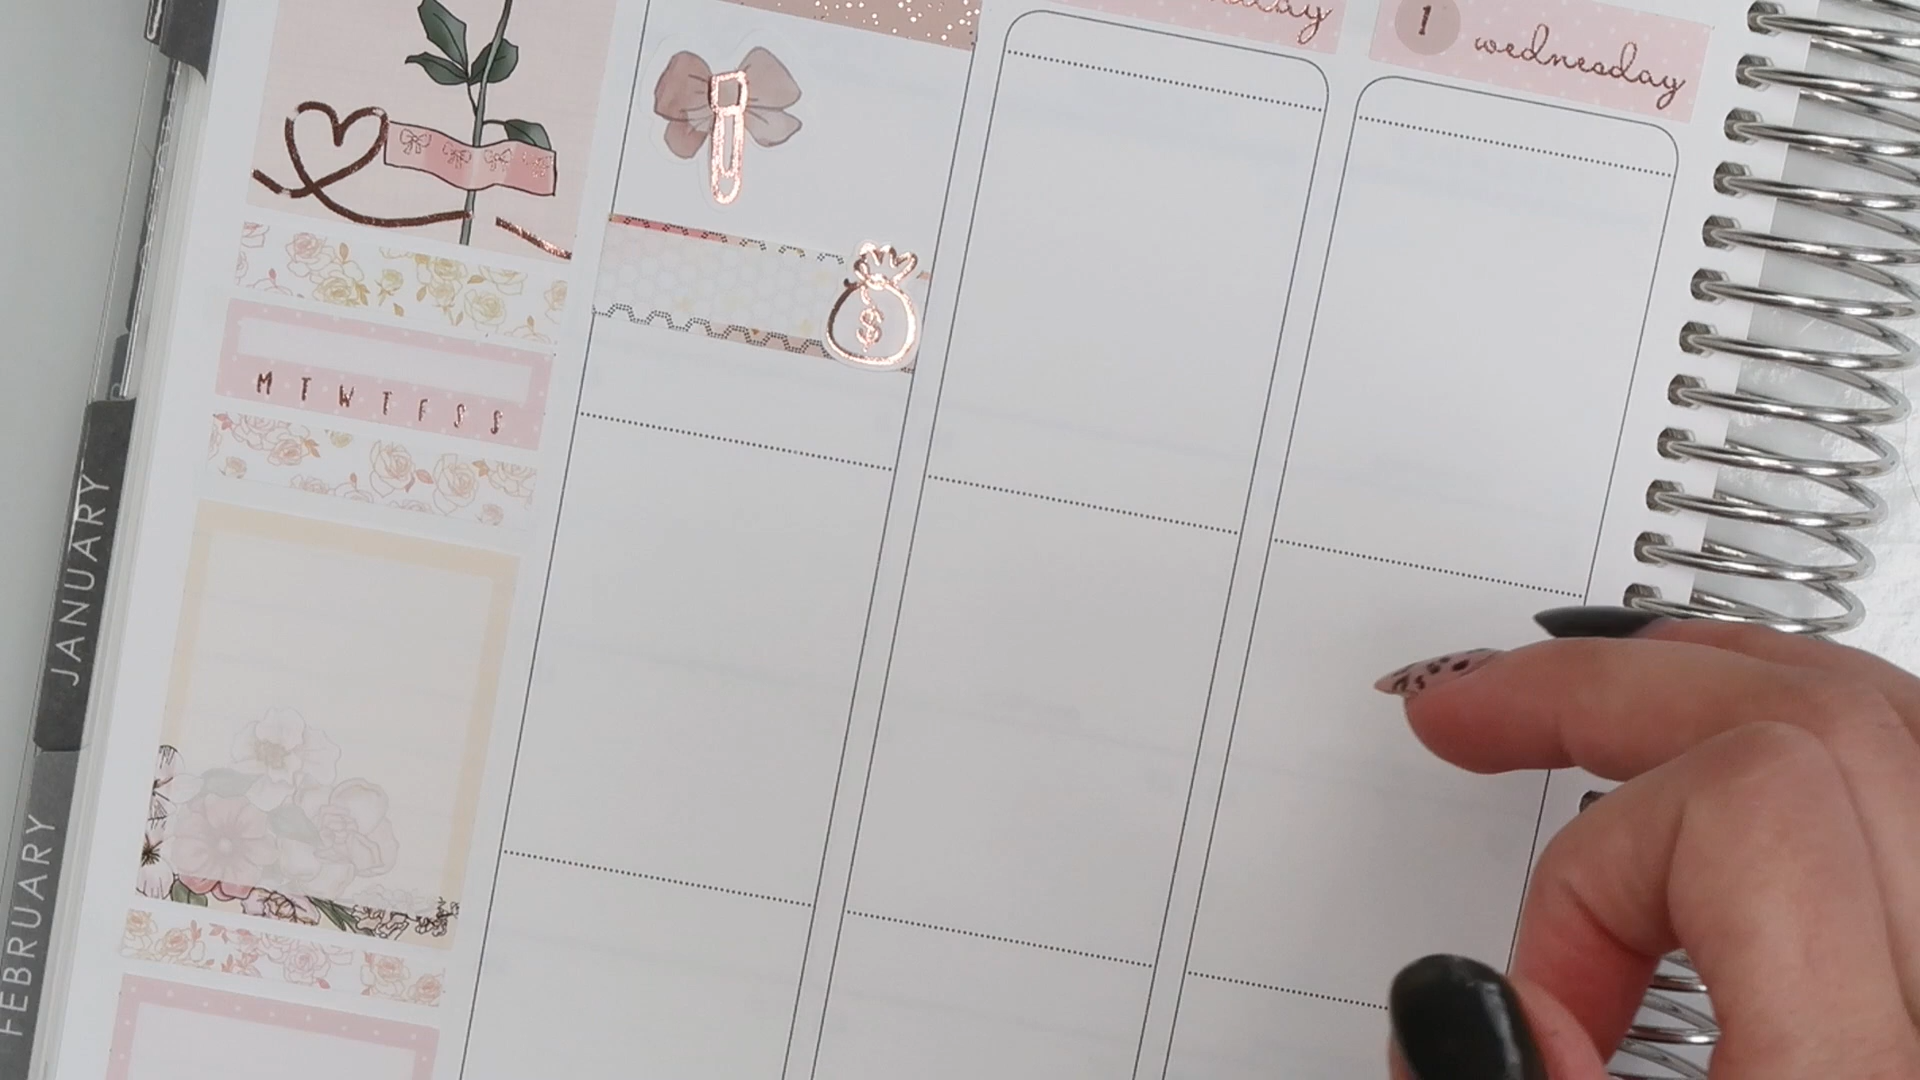 1 wednesday
$
M T W T F S S
JANUARY
FEBRUARY